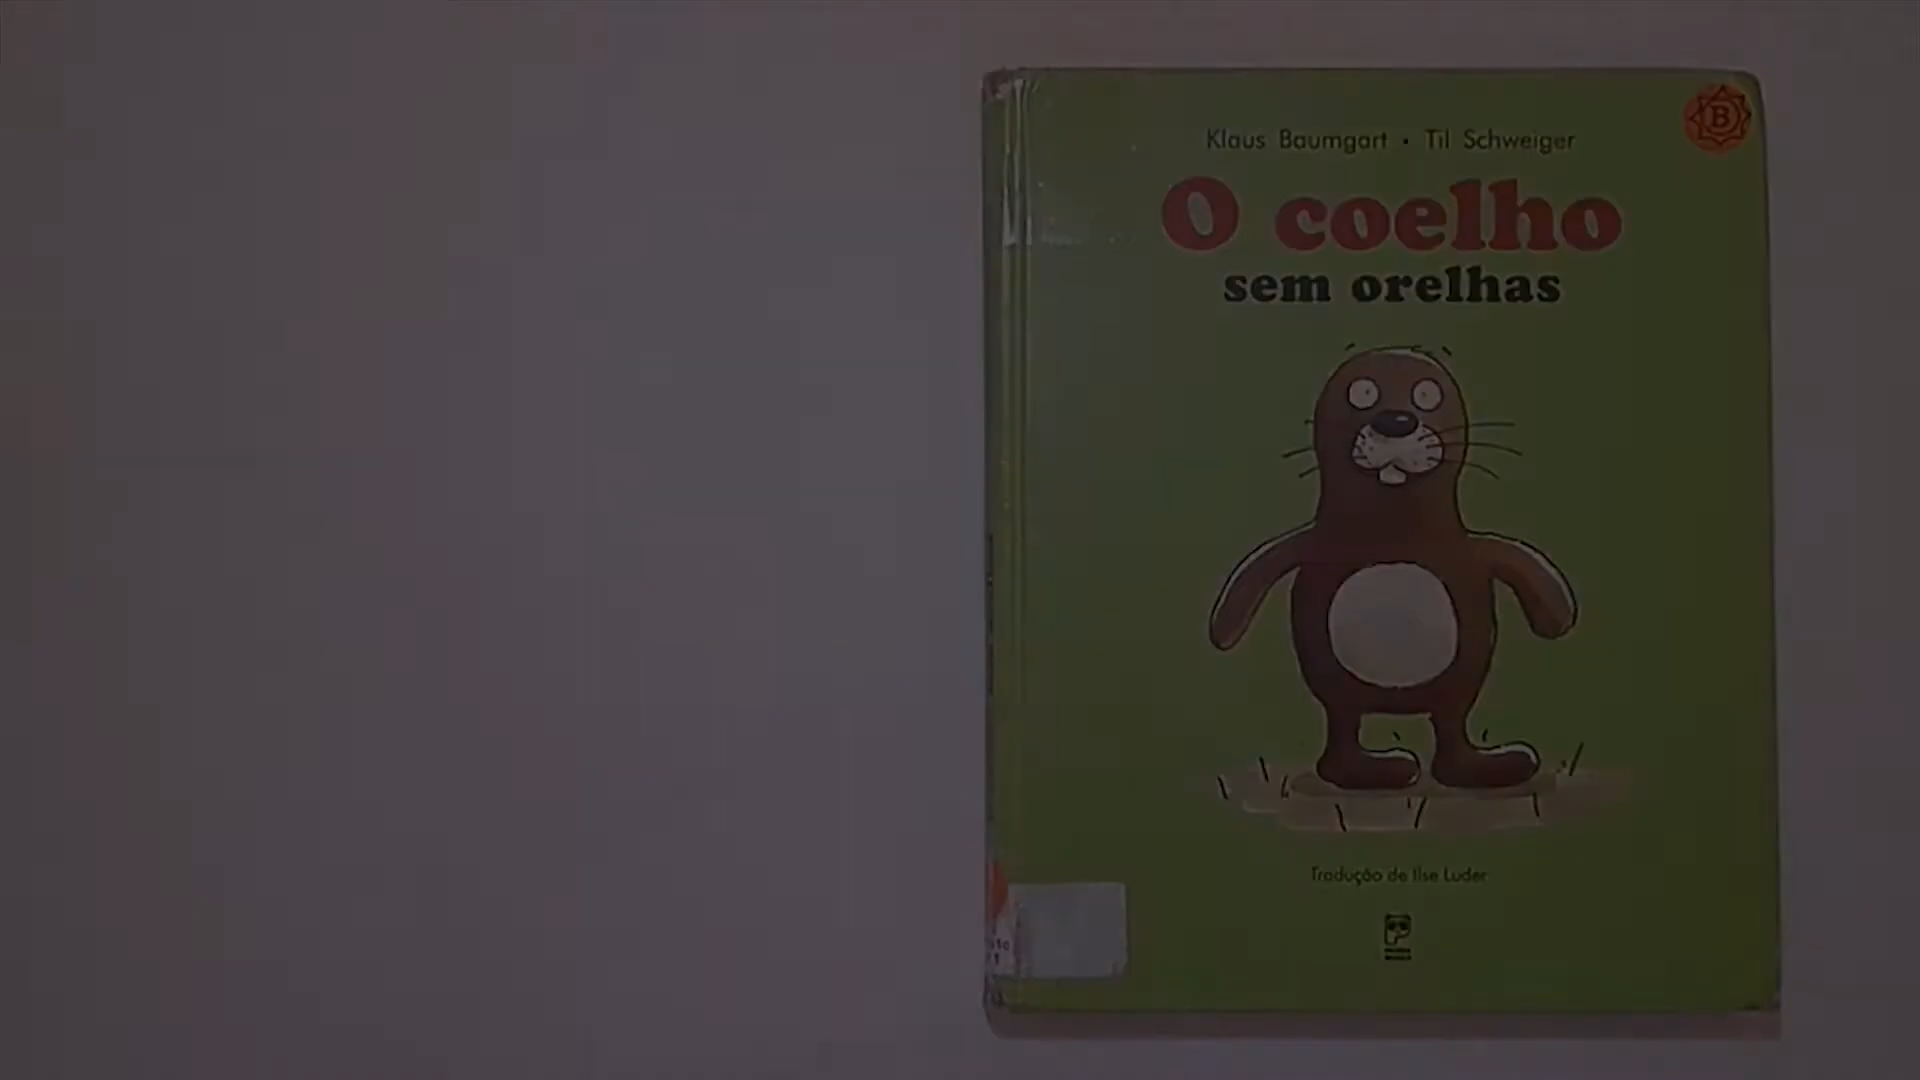 Klaus Baumgart • Til Schweiger
B
O coelho
sem orelhas
Tradução de Ilse Luder